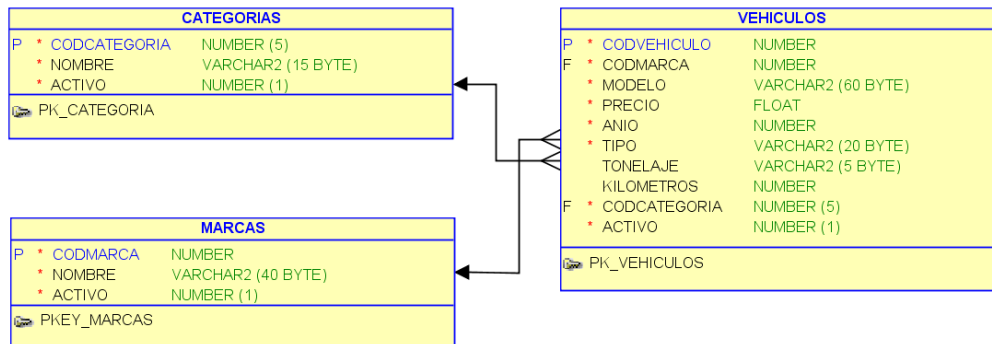 CATEGORIAS
P * CODCATEGORIA NUMBER (5)
* NOMBRE VARCHAR2 (15 BYTE)
* ACTIVO NUMBER (1)
PK_CATEGORIA
MARCAS
P * CODMARCA NUMBER
* NOMBRE VARCHAR2 (40 BYTE)
* ACTIVO NUMBER (1)
PKEY_MARCAS
VEHICULOS
P * CODVEHICULO NUMBER
F * CODMARCA NUMBER
* MODELO VARCHAR2 (60 BYTE)
* PRECIO FLOAT
* ANIO NUMBER
* TIPO VARCHAR2 (20 BYTE)
TONELAJE VARCHAR2 (5 BYTE)
KILOMETROS NUMBER
F * CODCATEGORIA NUMBER (5)
* ACTIVO NUMBER (1)
PK_VEHICULOS